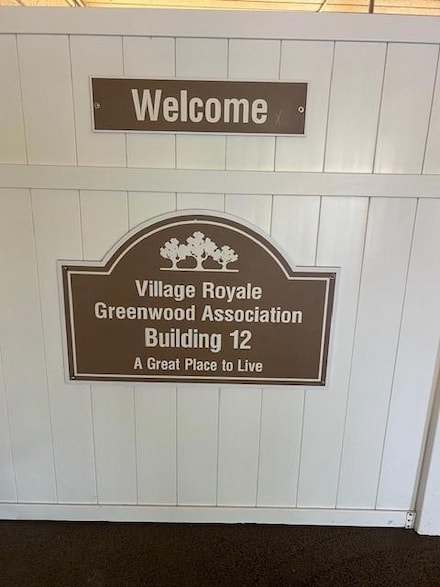 Welcome
Village Royale
Greenwood Association
Building 12
A Great Place to Live